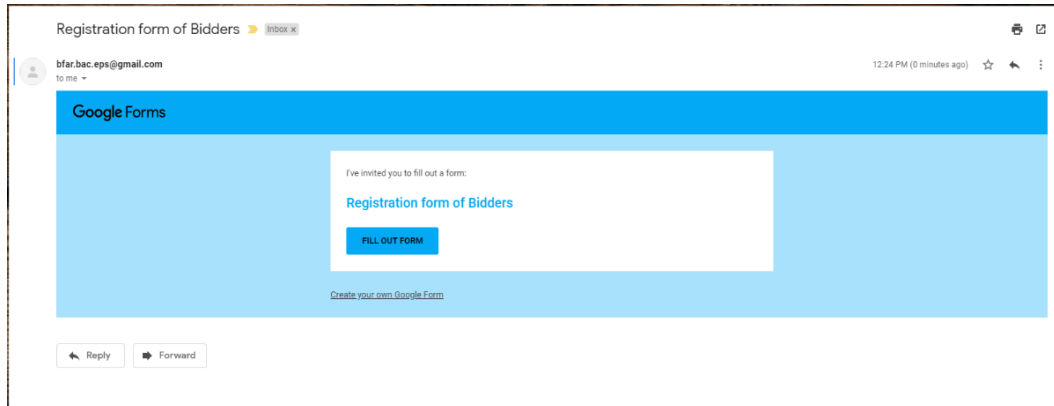 Registration form of Bidders
Inbox x
bfar.bac.eps@gmail.com
12:24 PM (0 minutes ago)
to me
Google Forms
I've invited you to fill out a form:
Registration form of Bidders
FILL OUT FORM
Create your own Google Form
Reply
Forward